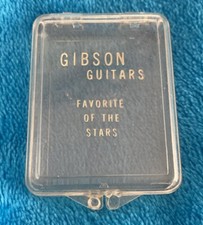 GIBSON
GUITARS
FAVORITE
OF THE
STARS